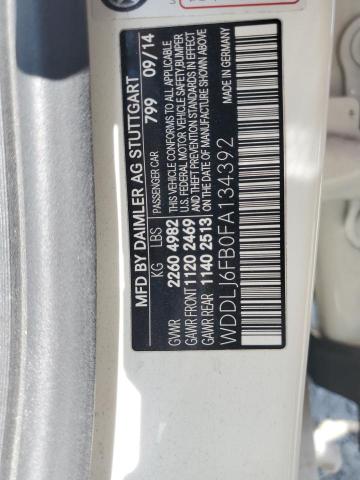 MFD BY DAIMLER AG STUTTGART
KG LBS PASSENGER CAR 799 09/14
GVWR 2260 4982 THIS VEHICLE CONFORMS TO ALL APPLICABLE
GAWR FRONT 1120 2469 U.S. FEDERAL MOTOR VEHICLE SAFETY, BUMPER
GAWR REAR 1140 2513 AND THEFT PREVENTION STANDARDS IN EFFECT
ON DATE OF MANUFACTURE SHOWN ABOVE
WDDLJ6FB0FA134392 MADE IN GERMANY